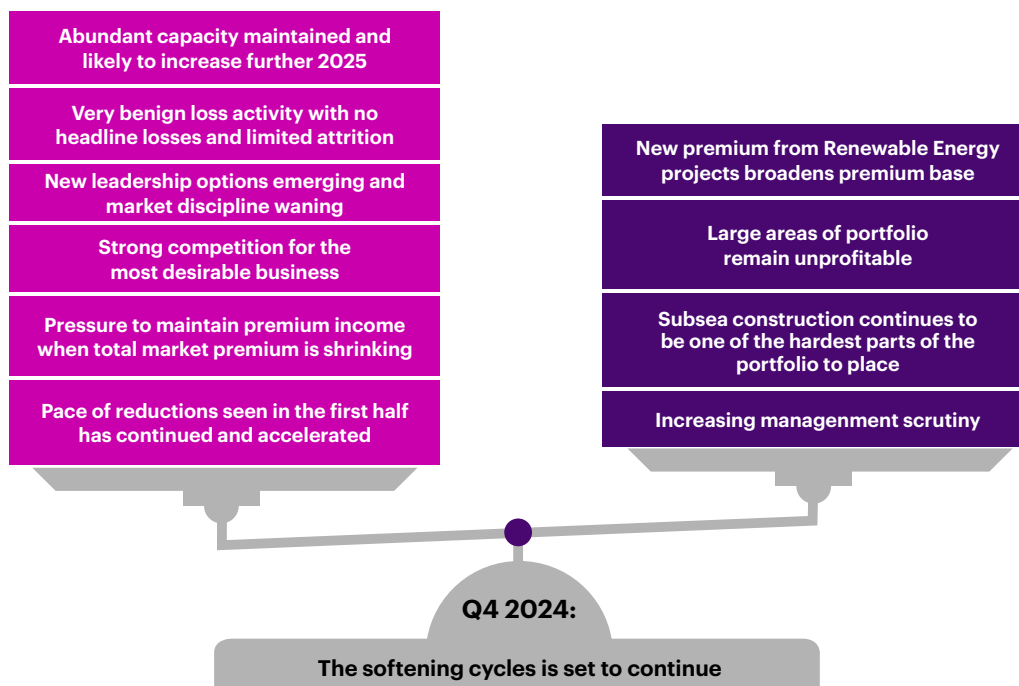 Abundant capacity maintained and
likely to increase further 2025
Very benign loss activity with no
headline losses and limited attrition
New leadership options emerging and
market discipline waning
Strong competition for the
most desirable business
Pressure to maintain premium income
when total market premium is shrinking
Pace of reductions seen in the first half
has continued and accelerated
New premium from Renewable Energy
projects broadens premium base
Large areas of portfolio
remain unprofitable
Subsea construction continues to
be one of the hardest parts of the
portfolio to place
Increasing managenment scrutiny
Q4 2024:
The softening cycles is set to continue